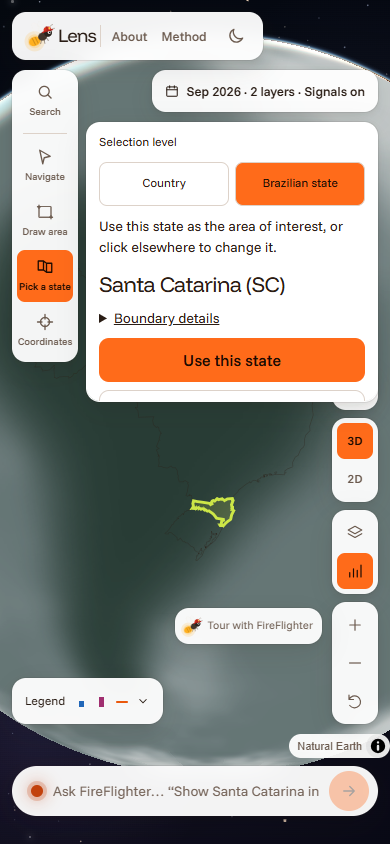 Lens
About
Method
Sep 2026 · 2 layers · Signals on
Search
Navigate
Draw area
Pick a state
Coordinates
Selection level
Country
Brazilian state
Use this state as the area of interest, or
click elsewhere to change it.
Santa Catarina (SC)
Boundary details
Use this state
3D
2D
Tour with FireFlighter
Legend
Natural Earth
Ask FireFlighter… “Show Santa Catarina in